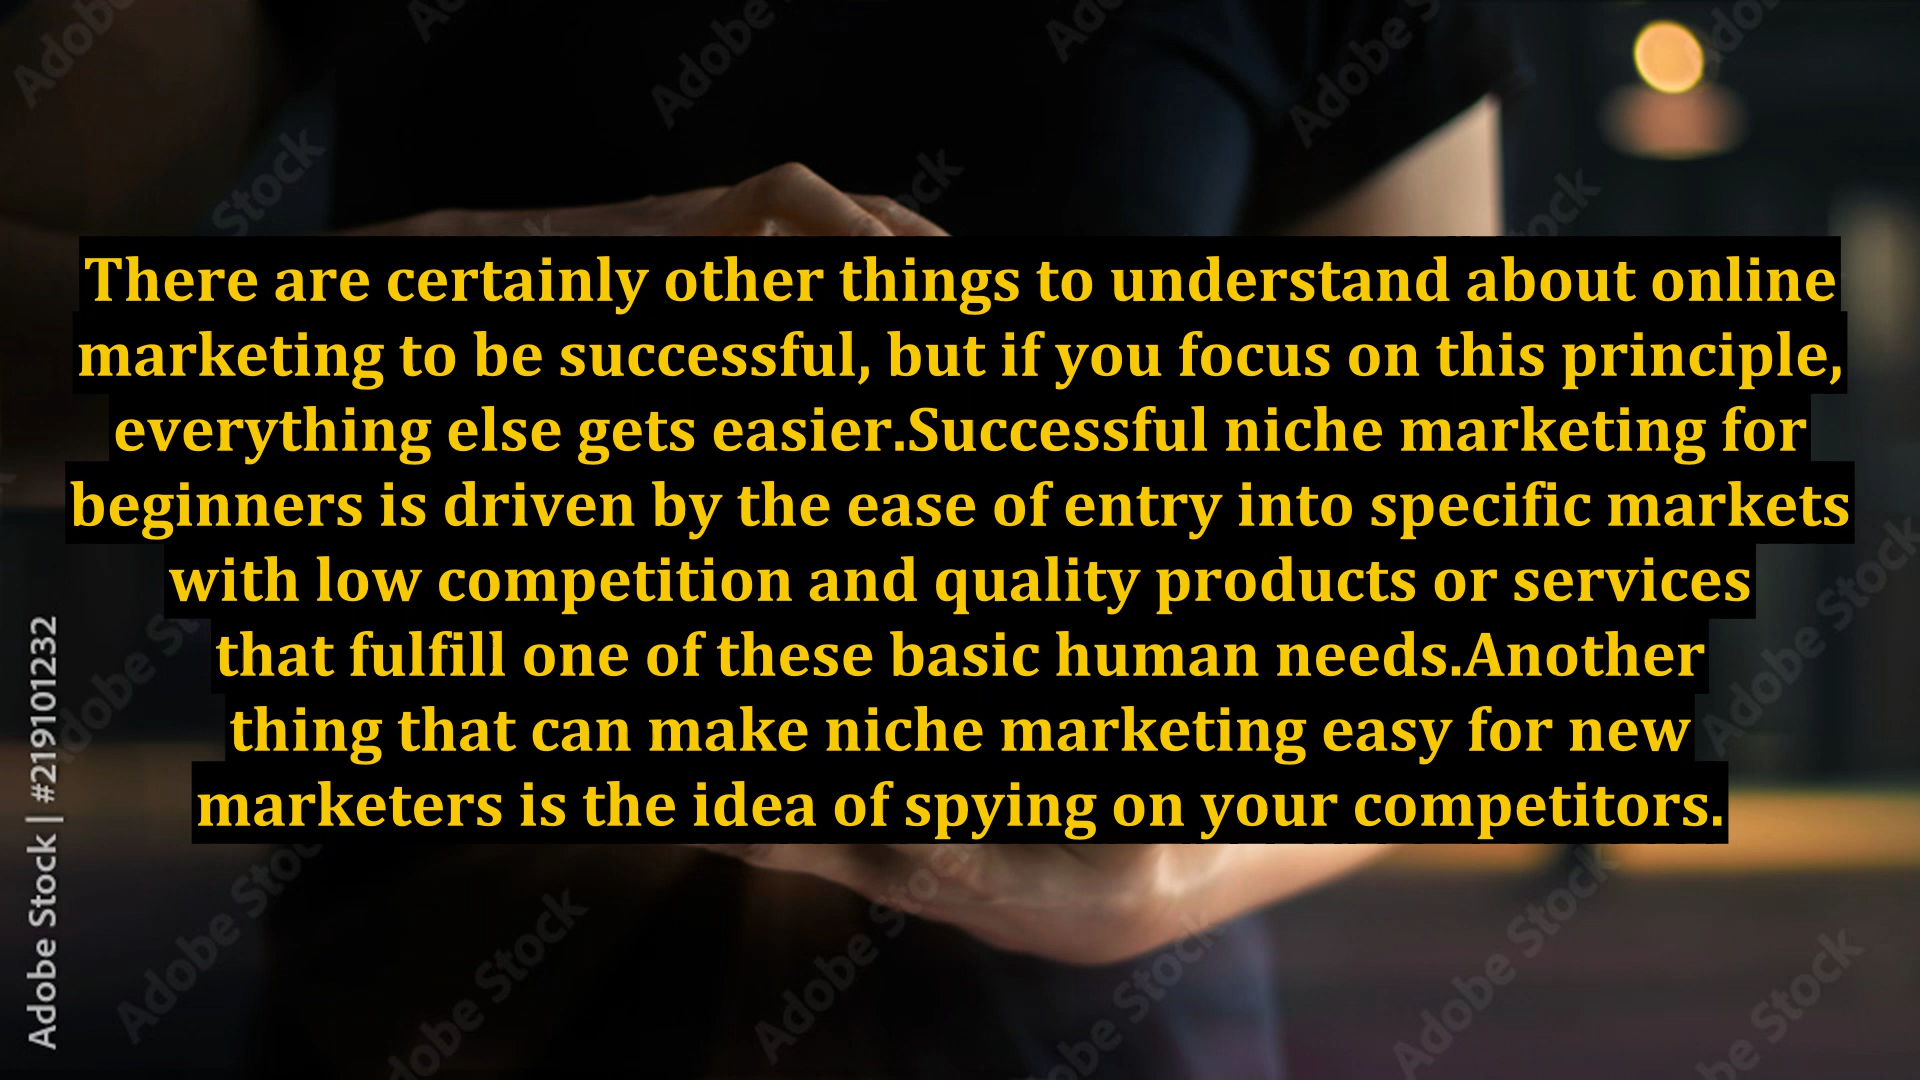 There are certainly other things to understand about online
marketing to be successful, but if you focus on this principle,
everything else gets easier.Successful niche marketing for
beginners is driven by the ease of entry into specific markets
with low competition and quality products or services
that fulfill one of these basic human needs.Another
thing that can make niche marketing easy for new
marketers is the idea of spying on your competitors.
Adobe Stock | #219101232
Adobe Stock